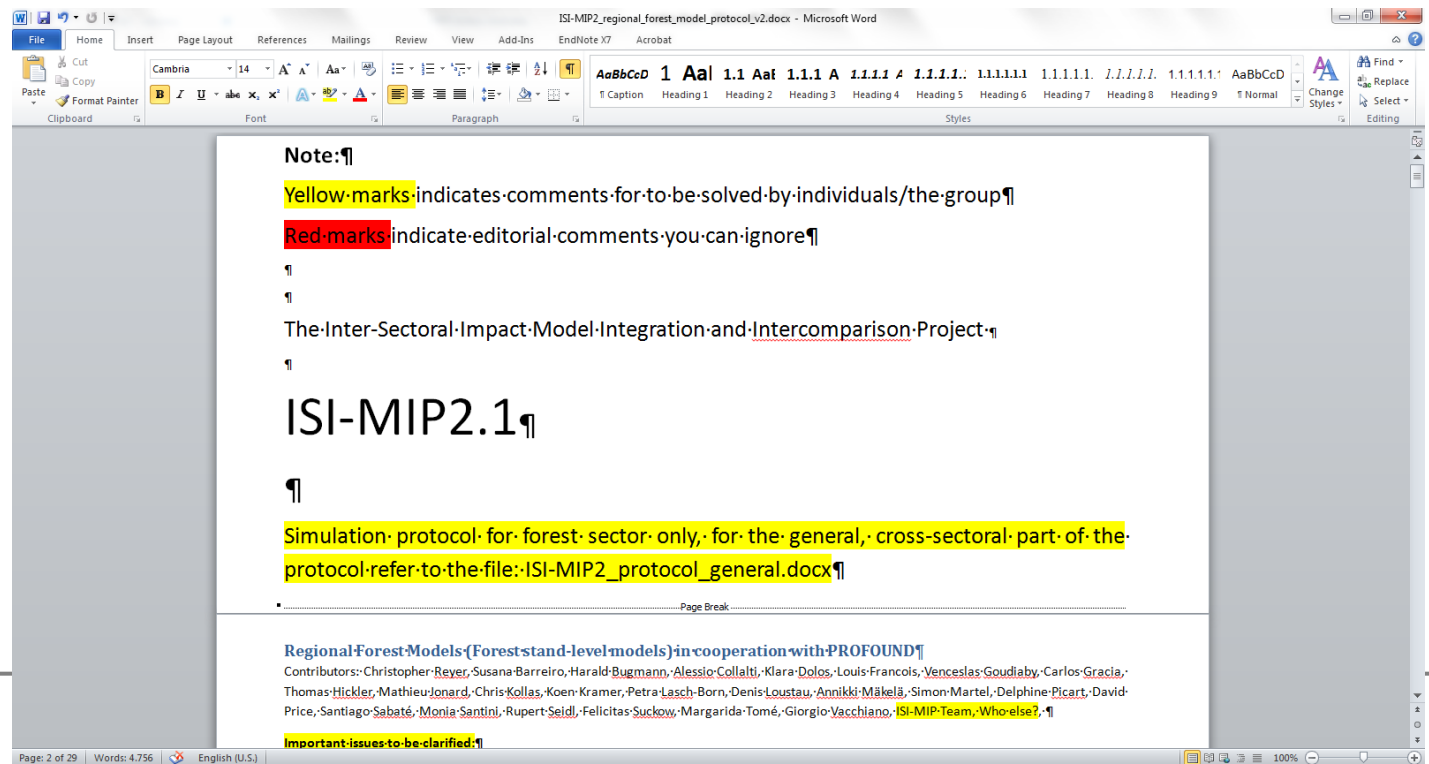 ISI-MIP2_regional_forest_model_protocol_v2.docx - Microsoft Word
File Home Insert Page Layout References Mailings Review View Add-Ins EndNote X7 Acrobat
Paste
Cut
Copy
Format Painter
Clipboard
Cambria 14
Font
Paragraph
AaBbCcD 1 Aal 1.1 AaE 1.1.1 A 1.1.1.1 A 1.1.1.1.: 1.1.1.1.1.1 1.1.1.1.1. 1.1.1.1.1. 1.1.1.1.1.1 AaBbCcD
¶ Caption Heading 1 Heading 2 Heading 3 Heading 4 Heading 5 Heading 6 Heading 7 Heading 8 Heading 9 ¶ Normal
Styles
Change Styles
Find
Replace
Select
Editing
Note:¶
Yellow·marks·indicates·comments·for·to·be·solved·by·individuals/the·group¶
Red·marks·indicate·editorial·comments·you·can·ignore¶
¶
¶
The·Inter-Sectoral·Impact·Model·Integration·and·Intercomparison·Project·¶
¶
ISI-MIP2.1¶
¶
Simulation· protocol· for· forest· sector· only,· for· the· general,· cross-sectoral· part· of· the·
protocol·refer·to·the·file:·ISI-MIP2_protocol_general.docx¶
Page Break
Regional·Forest·Models·(Forest·stand-level·models)·in·cooperation·with·PROFOUND¶
Contributors:·Christopher·Reyer,·Susana·Barreiro,·Harald·Bugmann,·Alessio·Collalti,·Klara·Dolos,·Louis·Francois,·Venceslas·Goudiaby,·Carlos·Gracia,·
Thomas·Hickler,·Mathieu·Jonard,·Chris·Kollas,·Koen·Kramer,·Petra·Lasch-Born,·Denis·Loustau,·Annikki·Mäkelä,·Simon·Martel,·Delphine·Picart,·David·
Price,·Santiago·Sabaté,·Monia·Santini,·Rupert·Seidl,·Felicitas·Suckow,·Margarida·Tomé,·Giorgio·Vacchiano,·ISI-MIP·Team,·Who·else?,·¶
Important·issues·to·be·clarified:¶
Page: 2 of 29 Words: 4.756 English (U.S.) 100%